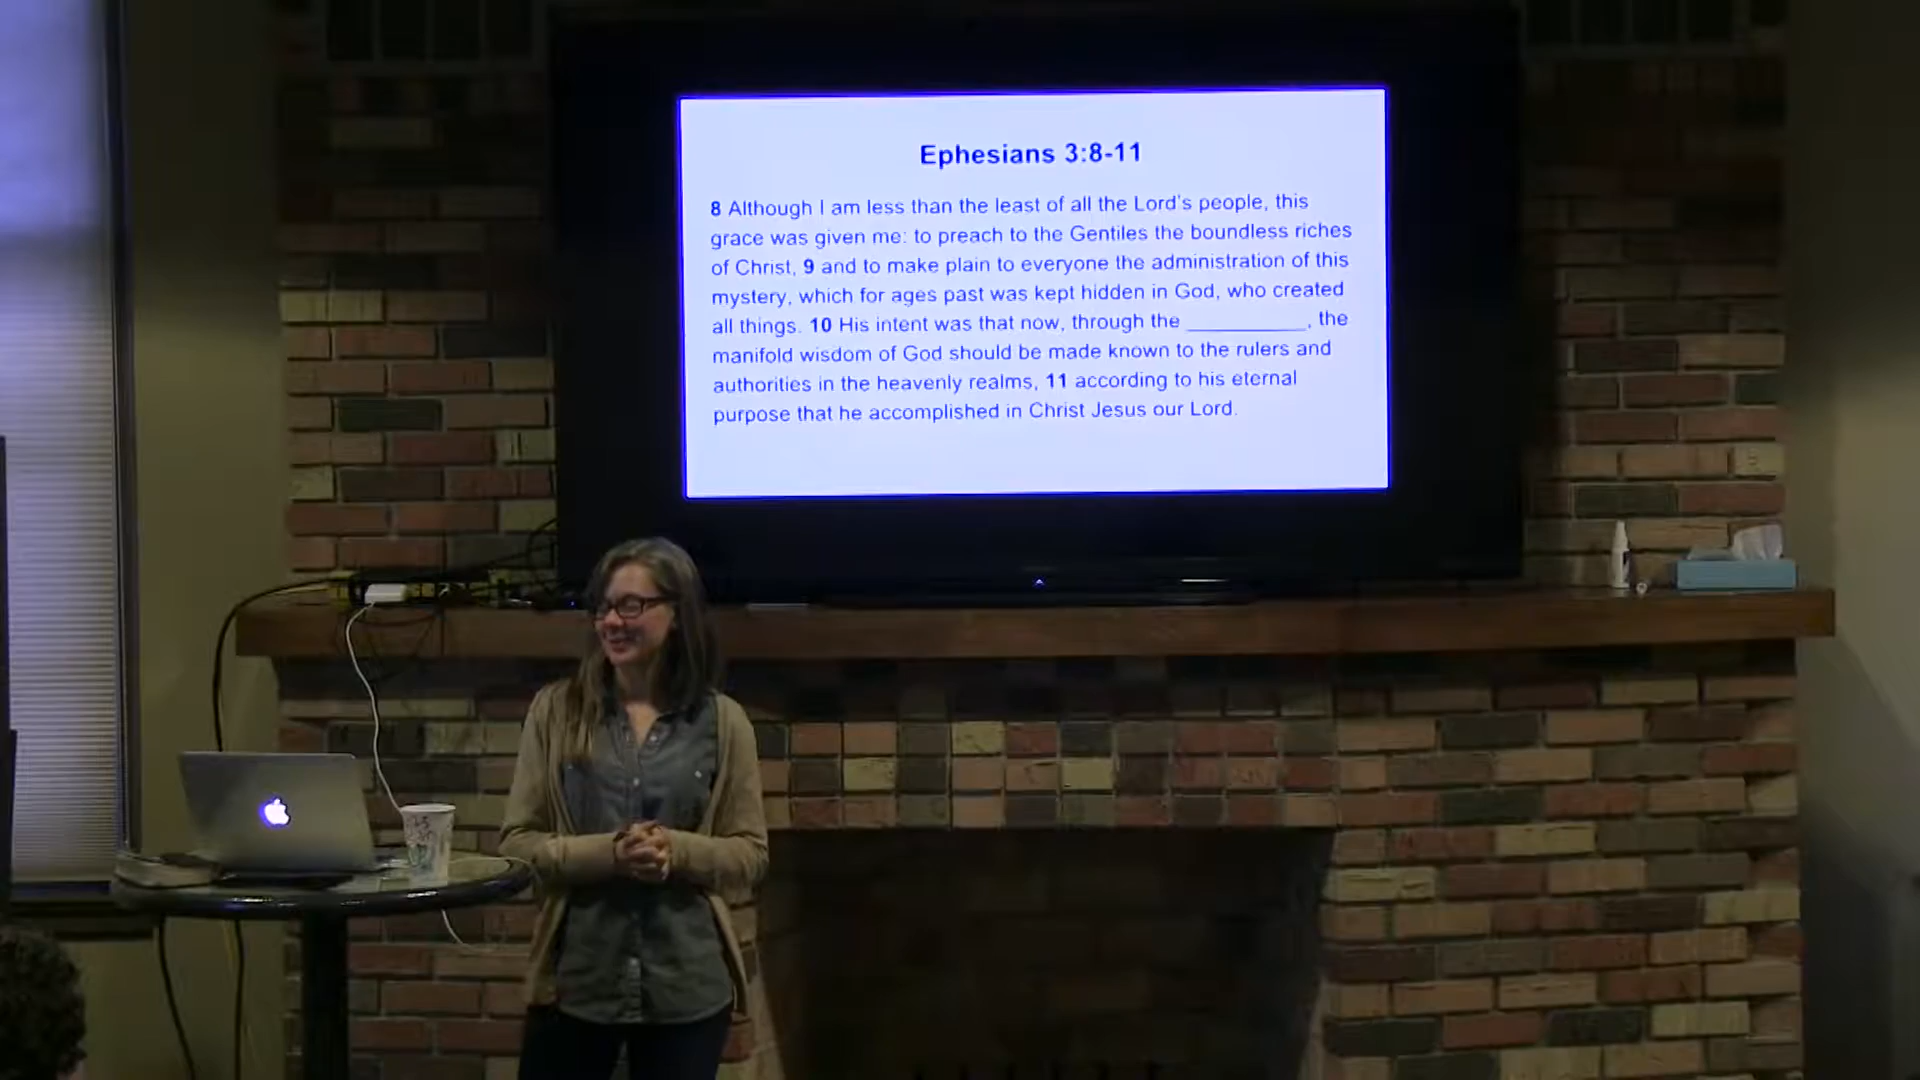 Ephesians 3:8-11
8 Although I am less than the least of all the Lord's people, this
grace was given me: to preach to the Gentiles the boundless riches
of Christ, 9 and to make plain to everyone the administration of this
mystery, which for ages past was kept hidden in God, who created
all things. 10 His intent was that now, through the __________, the
manifold wisdom of God should be made known to the rulers and
authorities in the heavenly realms, 11 according to his eternal
purpose that he accomplished in Christ Jesus our Lord.